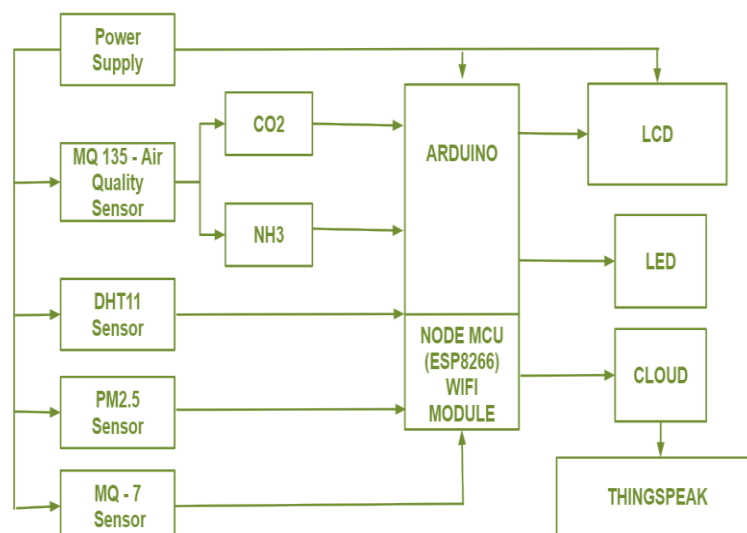 Power
Supply
MQ 135 - Air
Quality
Sensor
CO2
NH3
DHT11
Sensor
PM2.5
Sensor
MQ - 7
Sensor
ARDUINO
NODE MCU
(ESP8266)
WIFI
MODULE
LCD
LED
CLOUD
THINGSPEAK